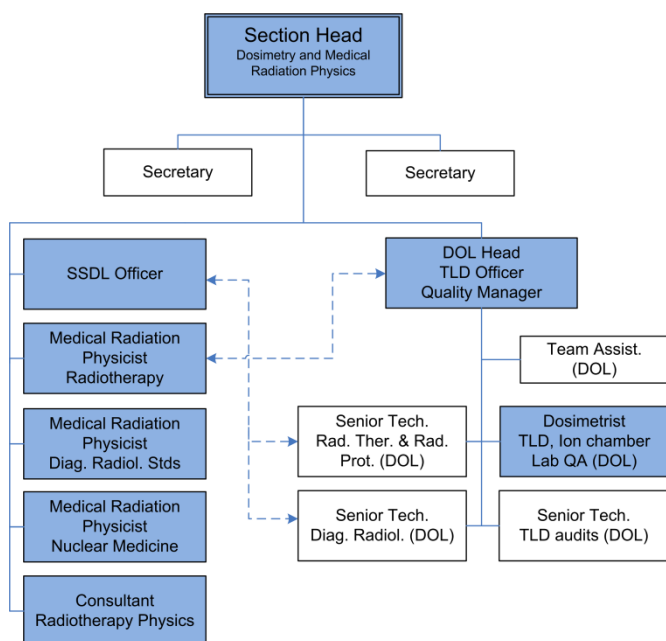 Section Head
Dosimetry and Medical
Radiation Physics
Secretary
Secretary
SSDL Officer
DOL Head
TLD Officer
Quality Manager
Medical Radiation
Physicist
Radiotherapy
Team Assist.
(DOL)
Medical Radiation
Physicist
Diag. Radiol. Stds
Senior Tech.
Rad. Ther. & Rad.
Prot. (DOL)
Dosimetrist
TLD, Ion chamber
Lab QA (DOL)
Medical Radiation
Physicist
Nuclear Medicine
Senior Tech.
Diag. Radiol. (DOL)
Senior Tech.
TLD audits (DOL)
Consultant
Radiotherapy Physics